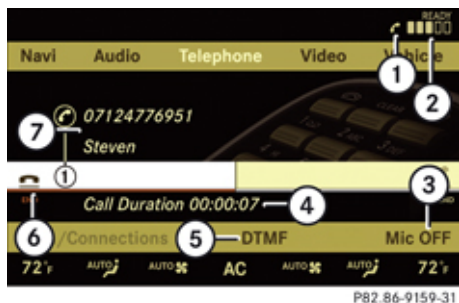 READY
Navi Audio Telephone Video Vehicle
1
2
7 07124776951
Steven
1
3
END
Call Duration 00:00:07 4
6 /Connections 5 DTMF Mic OFF
72°F AUTO AUTO AC AUTO AUTO 72°F
P82.86-9159-31